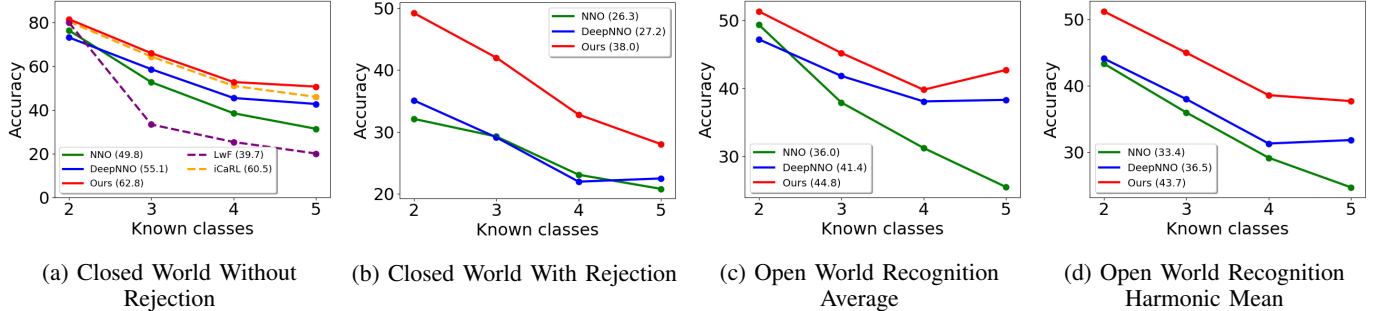 Accuracy
80
60
40
20
0
NNO (49.8)
DeepNNO (55.1)
Ours (62.8)
LwF (39.7)
iCaRL (60.5)
2 3 4 5
Known classes
(a) Closed World Without
Rejection
Accuracy
50
40
30
20
NNO (26.3)
DeepNNO (27.2)
Ours (38.0)
2 3 4 5
Known classes
(b) Closed World With Rejection
Accuracy
50
40
30
NNO (36.0)
DeepNNO (41.4)
Ours (44.8)
2 3 4 5
Known classes
(c) Open World Recognition
Average
Accuracy
50
40
30
NNO (33.4)
DeepNNO (36.5)
Ours (43.7)
2 3 4 5
Known classes
(d) Open World Recognition
Harmonic Mean